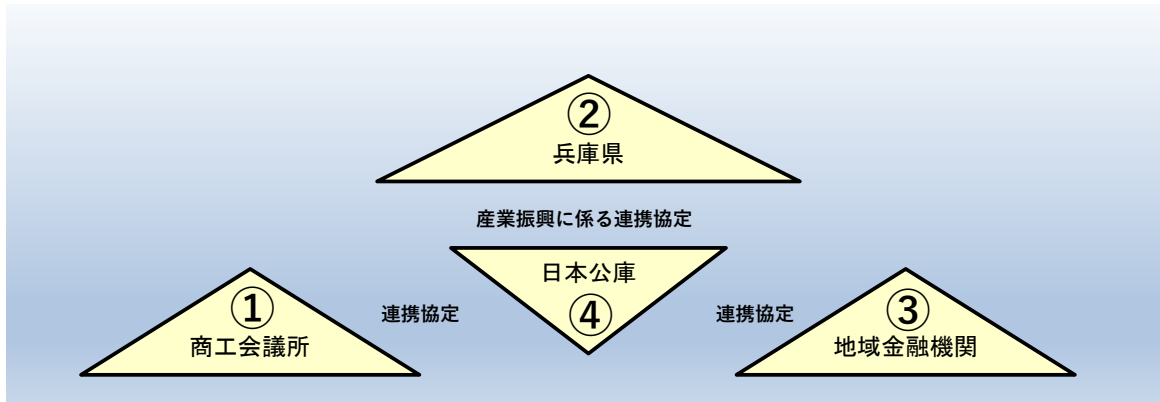 ②
兵庫県
産業振興に係る連携協定
日本公庫
④
①
商工会議所
連携協定
連携協定
③
地域金融機関